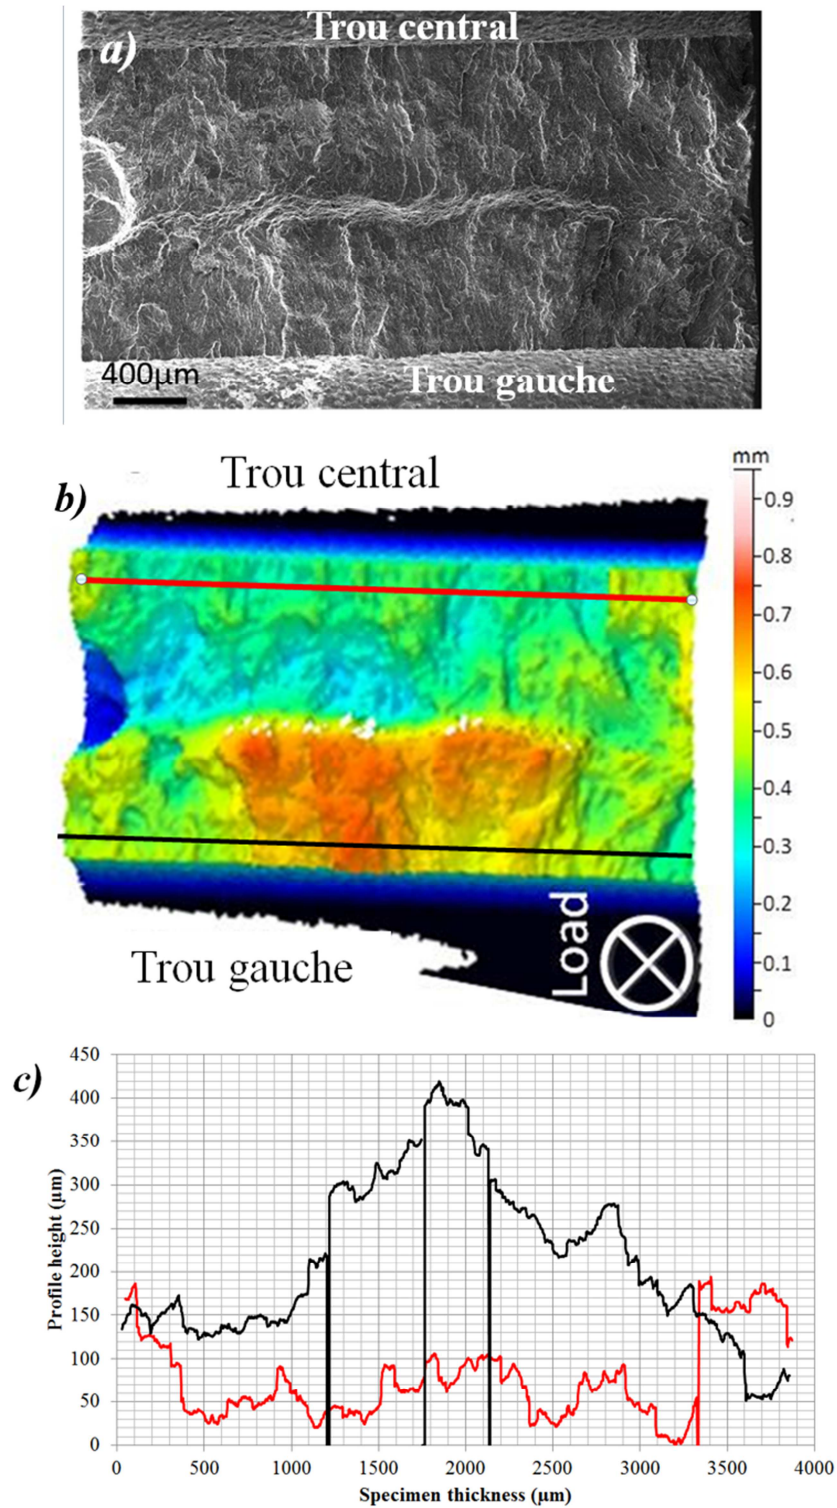 a)
Trou central
400µm
Trou gauche
b)
Trou central
mm
0.9
0.8
0.7
0.6
0.5
0.4
0.3
0.2
0.1
0
Trou gauche
Load
c)
450
400
350
300
250
200
150
100
50
0
Profile height (µm)
0 500 1000 1500 2000 2500 3000 3500 4000
Specimen thickness (µm)